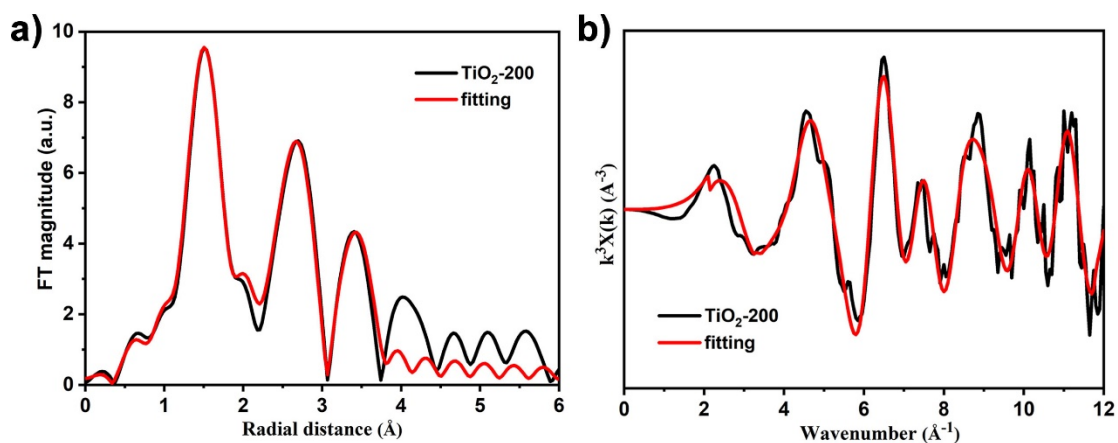 a)
10
8
6
4
2
0
FT magnitude (a.u.)
TiO₂-200
fitting
0 1 2 3 4 5 6
Radial distance (Å)
b)
k³X(k) (A⁻³)
TiO₂-200
fitting
0 2 4 6 8 10 12
Wavenumber (Å⁻¹)